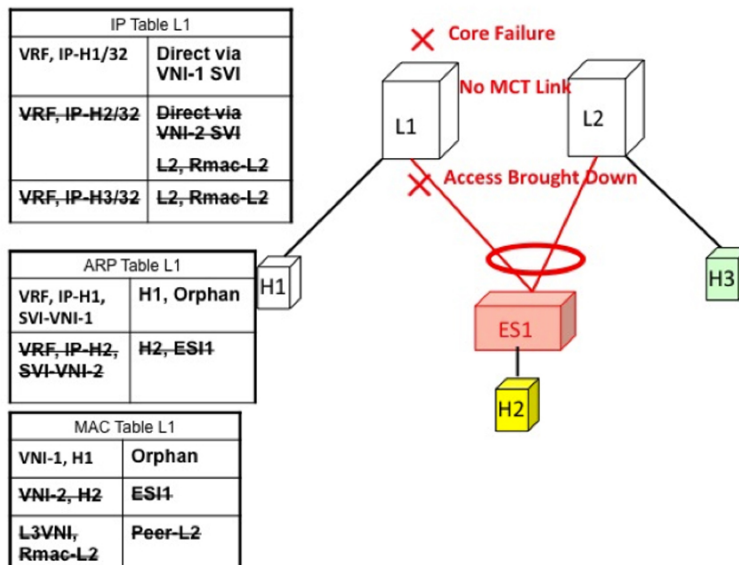 IP Table L1
VRF, IP-H1/32
Direct via
VNI-1 SVI
VRF, IP-H2/32
Direct via
VNI-2 SVI
L2, Rmac-L2
VRF, IP-H3/32
L2, Rmac-L2
ARP Table L1
VRF, IP-H1,
SVI-VNI-1
H1, Orphan
VRF, IP-H2,
SVI-VNI-2
H2, ESI1
MAC Table L1
VNI-1, H1
Orphan
VNI-2, H2
ESI1
L3VNI,
Rmac-L2
Peer-L2
Core Failure
No MCT Link
L1
L2
Access Brought Down
H1
H3
ES1
H2